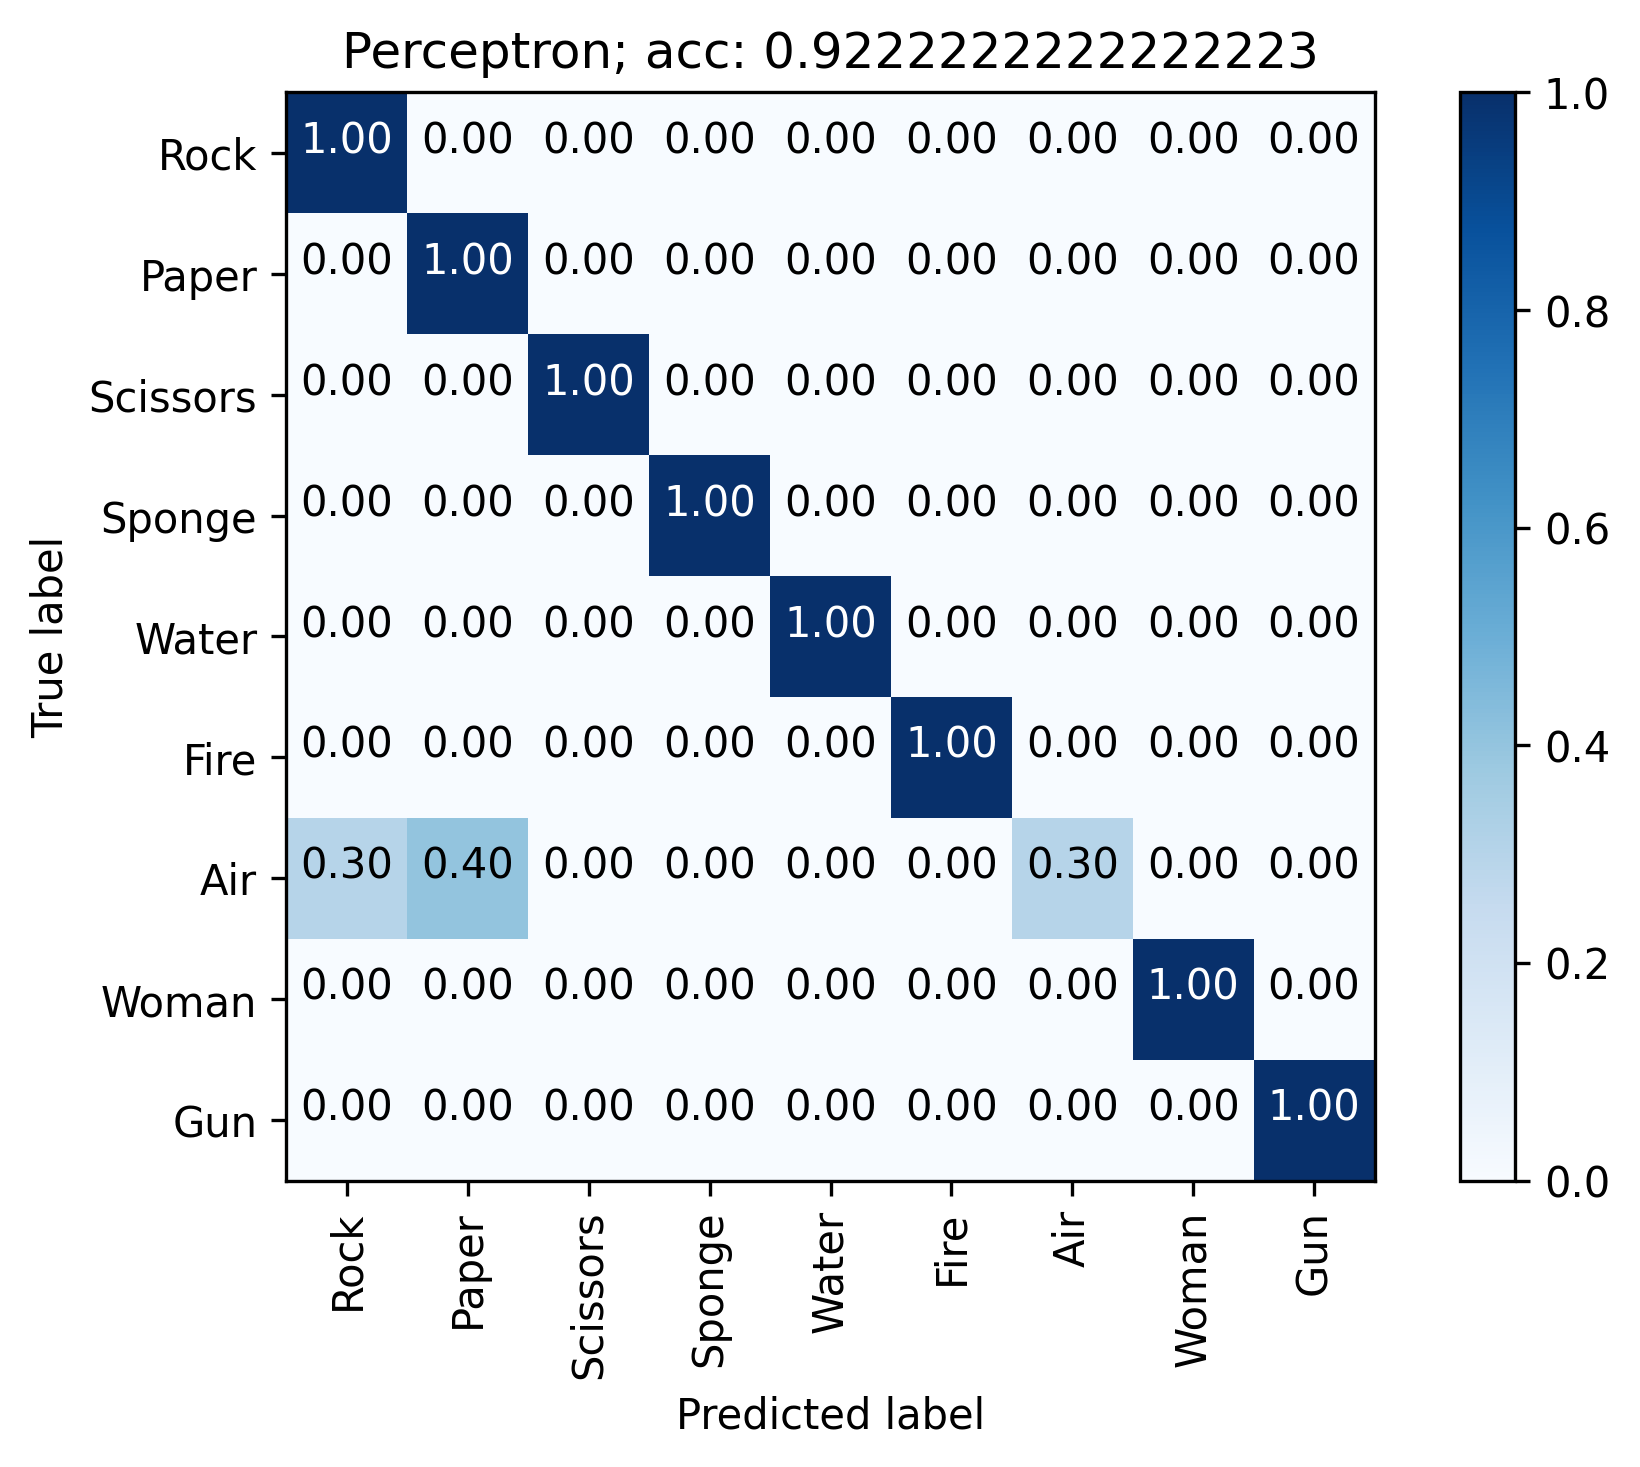 Perceptron; acc: 0.9222222222222223
Rock 1.00 0.00 0.00 0.00 0.00 0.00 0.00 0.00 0.00
Paper 0.00 1.00 0.00 0.00 0.00 0.00 0.00 0.00 0.00
Scissors 0.00 0.00 1.00 0.00 0.00 0.00 0.00 0.00 0.00
Sponge 0.00 0.00 0.00 1.00 0.00 0.00 0.00 0.00 0.00
Water 0.00 0.00 0.00 0.00 1.00 0.00 0.00 0.00 0.00
Fire 0.00 0.00 0.00 0.00 0.00 1.00 0.00 0.00 0.00
Air 0.30 0.40 0.00 0.00 0.00 0.00 0.30 0.00 0.00
Woman 0.00 0.00 0.00 0.00 0.00 0.00 0.00 1.00 0.00
Gun 0.00 0.00 0.00 0.00 0.00 0.00 0.00 0.00 1.00
True label
Rock Paper Scissors Sponge Water Fire Air Woman Gun
Predicted label
1.0
0.8
0.6
0.4
0.2
0.0